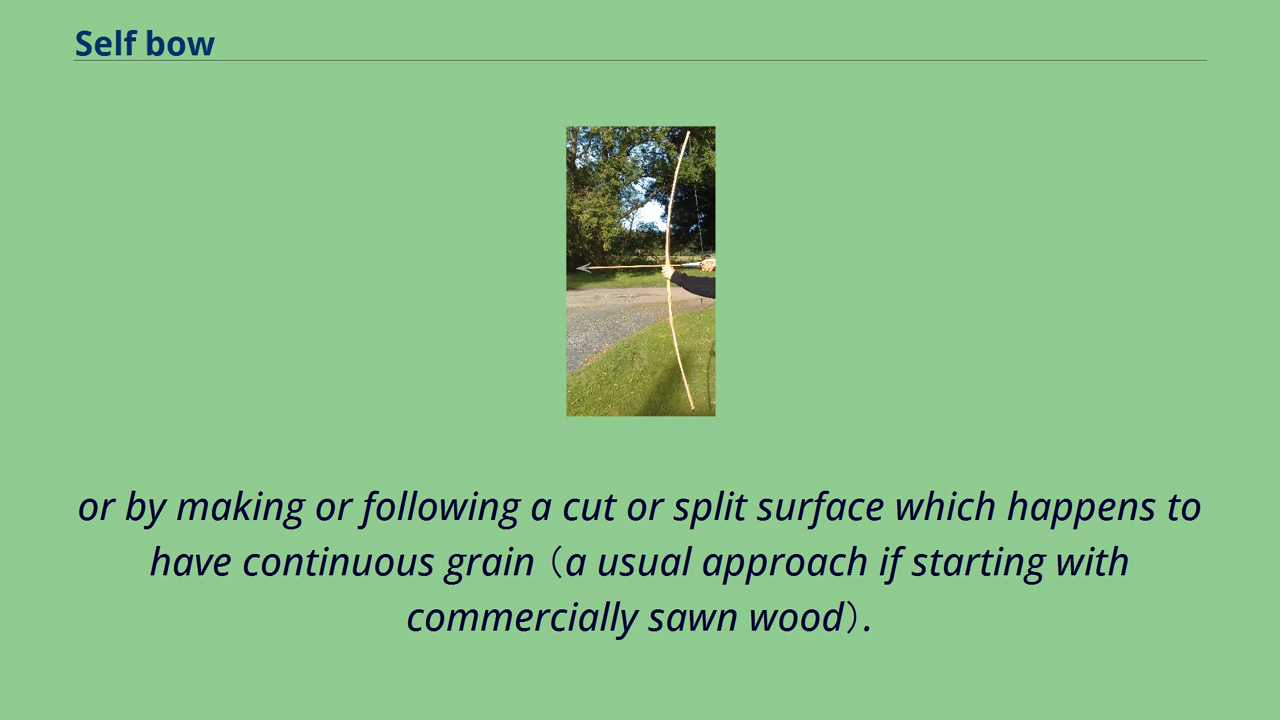 Self bow
or by making or following a cut or split surface which happens to
have continuous grain (a usual approach if starting with
commercially sawn wood).